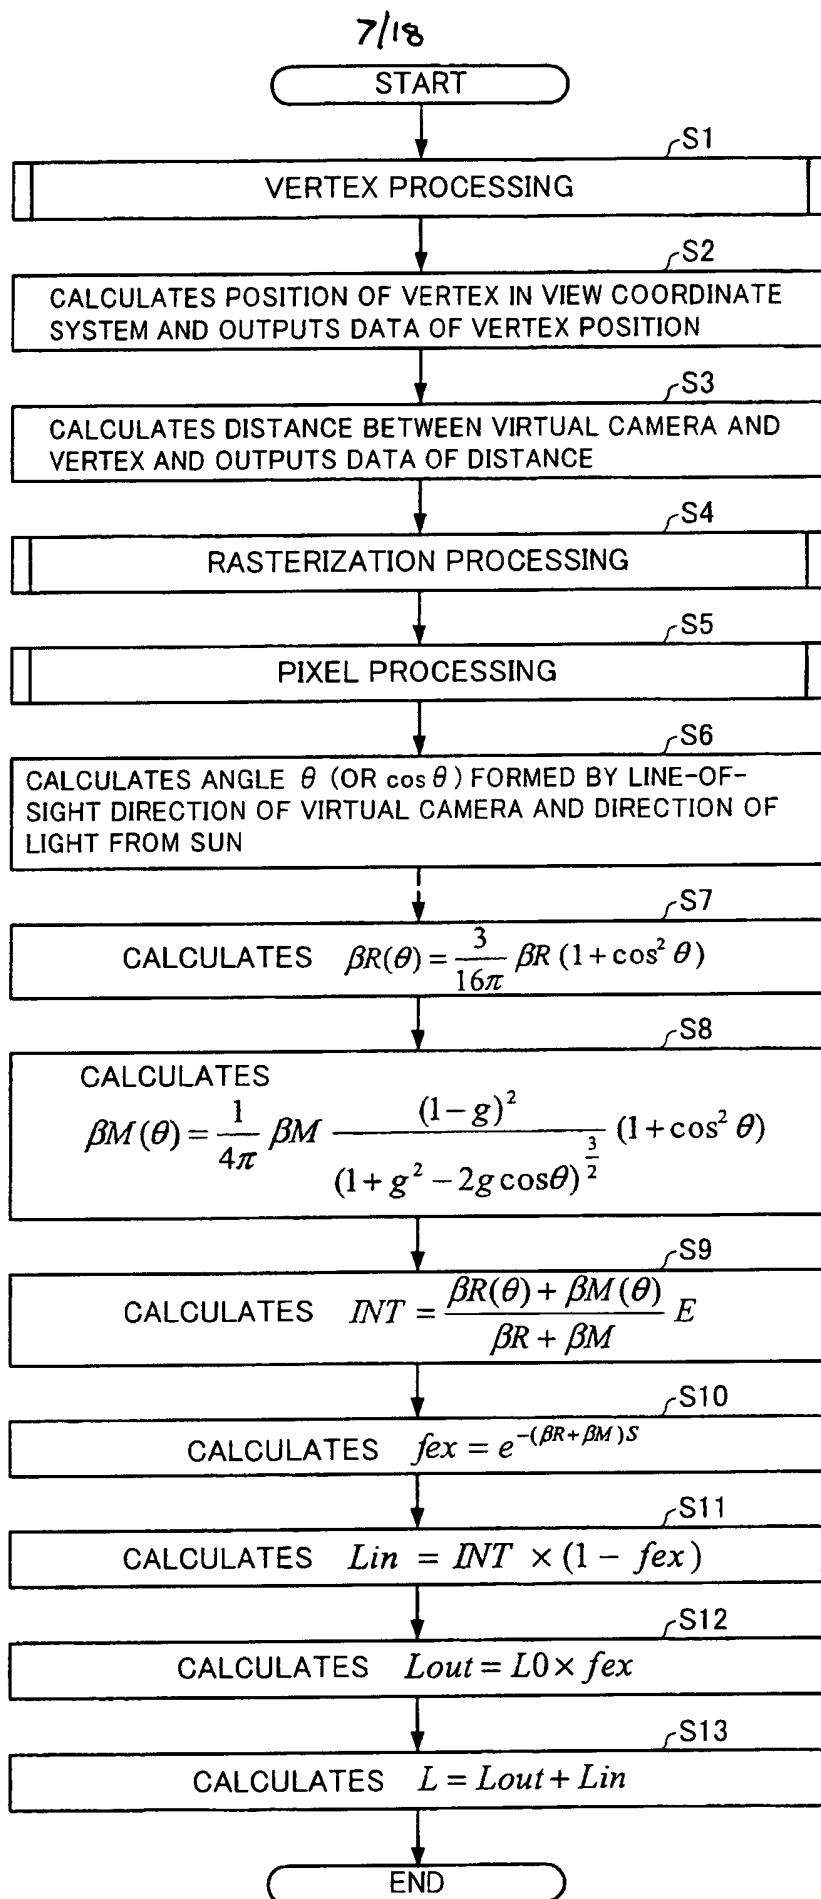 7/18
START
S1
VERTEX PROCESSING
S2
CALCULATES POSITION OF VERTEX IN VIEW COORDINATE
SYSTEM AND OUTPUTS DATA OF VERTEX POSITION
S3
CALCULATES DISTANCE BETWEEN VIRTUAL CAMERA AND
VERTEX AND OUTPUTS DATA OF DISTANCE
S4
RASTERIZATION PROCESSING
S5
PIXEL PROCESSING
S6
CALCULATES ANGLE θ (OR cos θ) FORMED BY LINE-OF-
SIGHT DIRECTION OF VIRTUAL CAMERA AND DIRECTION OF
LIGHT FROM SUN
S7
CALCULATES βR(θ) = 3/16π βR (1 + cos² θ)
S8
CALCULATES
βM(θ) = 1/4π βM (1 - g)² / (1 + g² - 2g cosθ)^(3/2) (1 + cos² θ)
S9
CALCULATES INT = (βR(θ) + βM(θ)) / (βR + βM) E
S10
CALCULATES fex = e^-(βR+βM)S
S11
CALCULATES Lin = INT × (1 - fex)
S12
CALCULATES Lout = L0 × fex
S13
CALCULATES L = Lout + Lin
END